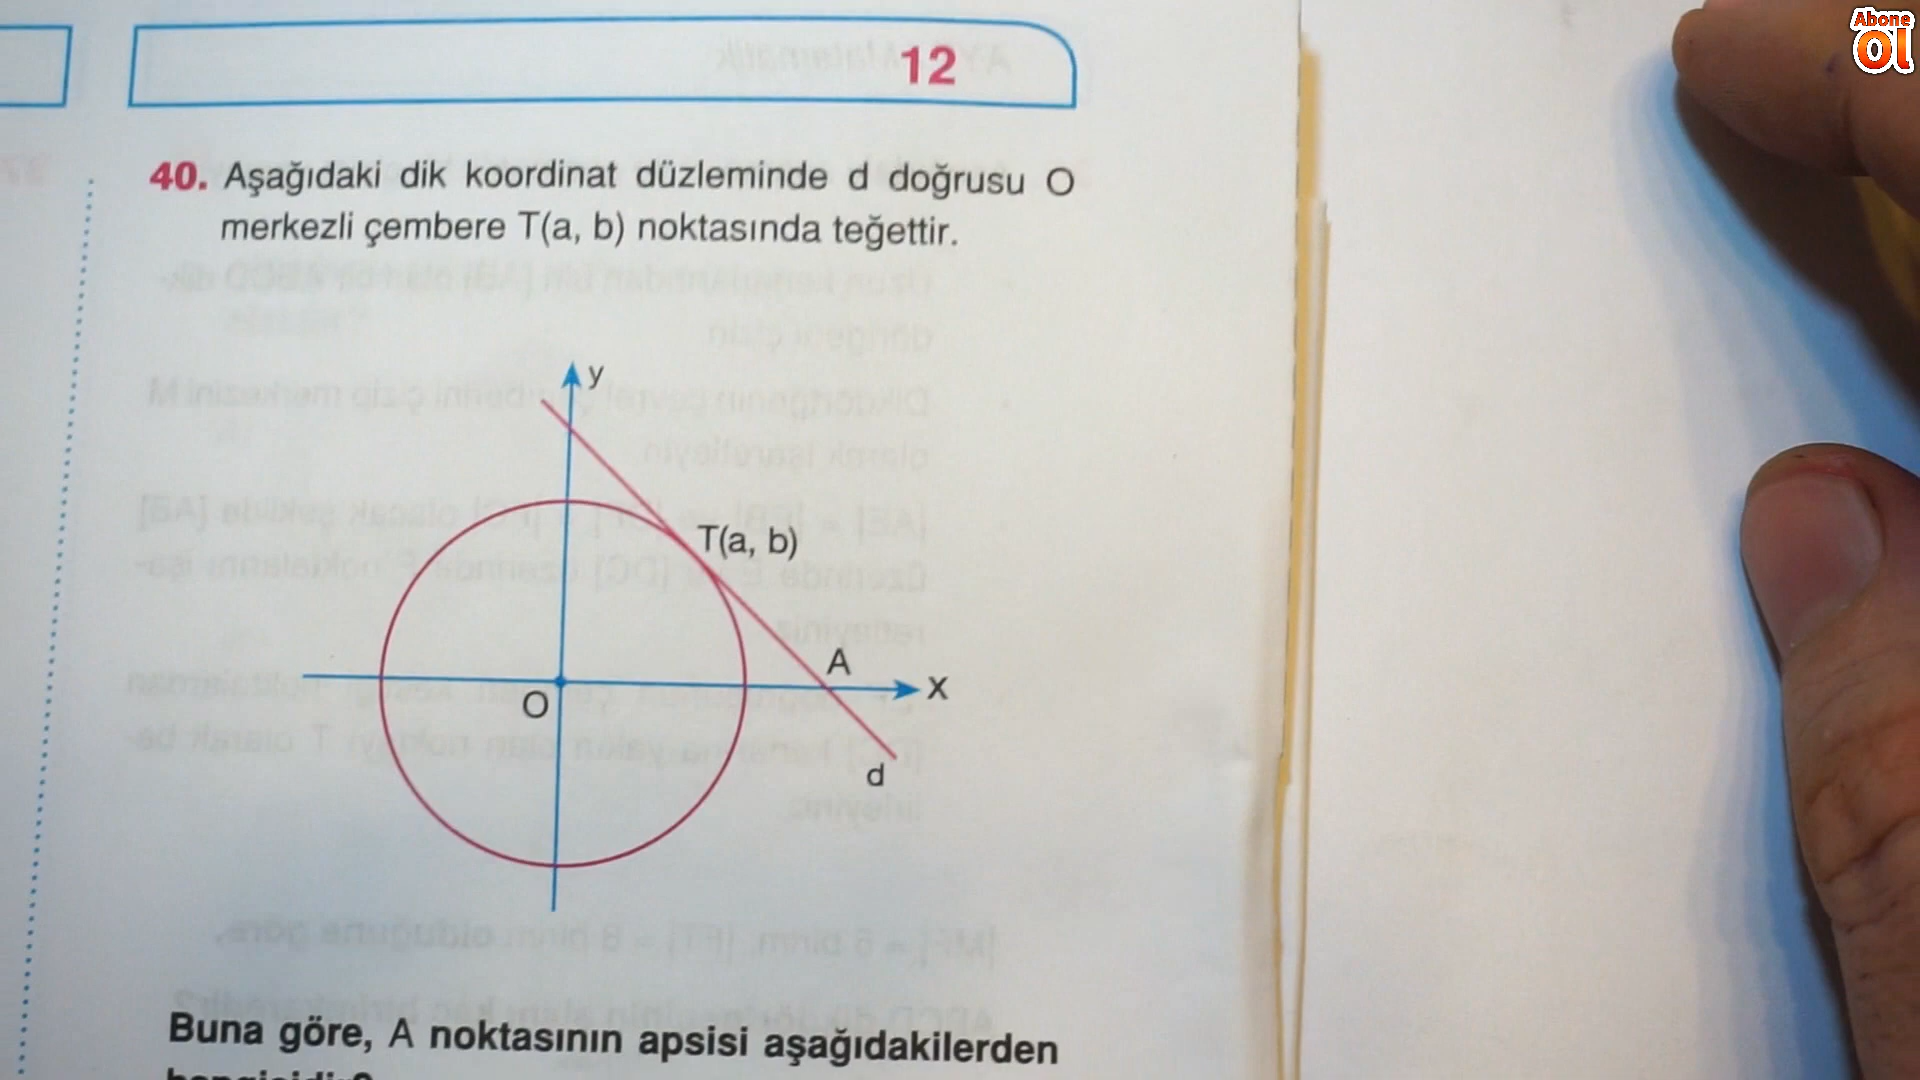 Abone
Ol
12
40. Aşağıdaki dik koordinat düzleminde d doğrusu O
merkezli çembere T(a, b) noktasında teğettir.
y
T(a, b)
A
x
O
d
Buna göre, A noktasının apsisi aşağıdakilerden